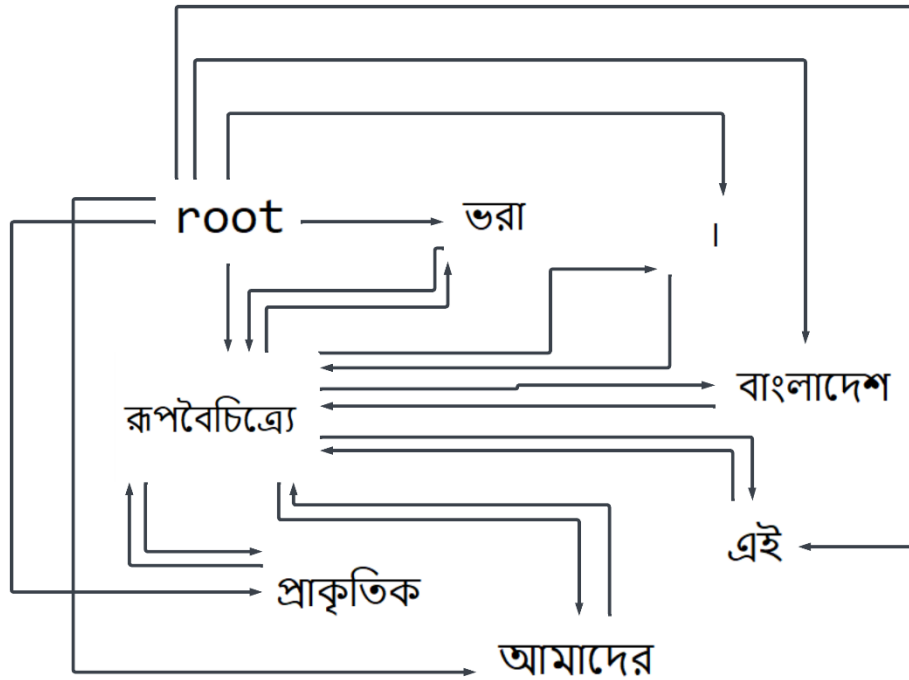 root
ভরা
।
বাংলাদেশ
রূপবৈচিত্র্যে
এই
প্রাকৃতিক
আমাদের